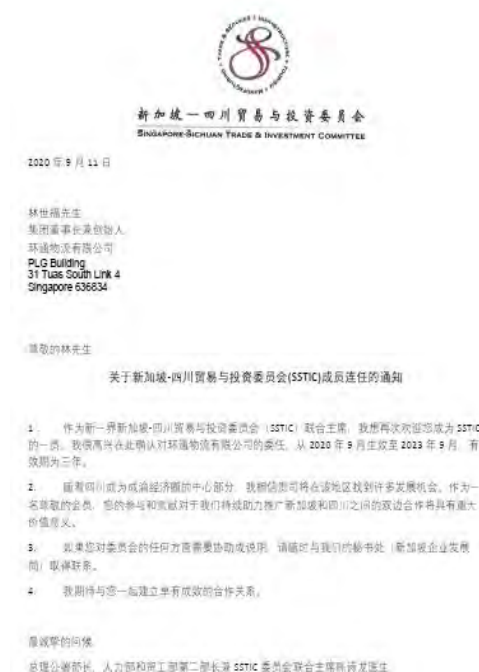 新加坡一四川贸易与投资委员会
SINGAPORE-SICHUAN TRADE & INVESTMENT COMMITTEE
2020 年 9 月 11 日
林世福先生
集团董事长兼创始人
环通物流有限公司
PLG Building
31 Tuas South Link 4
Singapore 636834
尊敬的林先生
关于新加坡-四川贸易与投资委员会(SSTIC)成员连任的通知
1. 作为新一界新加坡-四川贸易与投资委员会 (SSTIC) 联合主席,我想再次欢迎您成为 SSTIC
的一员。我很高兴在此确认对环通物流有限公司的委任,从 2020 年 9 月生效至 2023 年 9 月,有
效期为三年。
2. 随着四川成为成渝经济圈的中心部分,我相信贵司将在该地区找到许多发展机会。作为一
名尊敬的会员,您的参与和贡献对于我们持续助力推广新加坡和四川之间的双边合作将具有重大
价值意义。
3. 如果您对委员会的任何方面需要协助或说明,请随时与我们的秘书处(新加坡企业发展
局)取得联系。
4. 我期待与您一起建立卓有成效的合作关系。
最诚挚的问候,
总理公署部长、人力部和 部第二部长兼 SSTIC 委员会联合主席陈诗龙医生